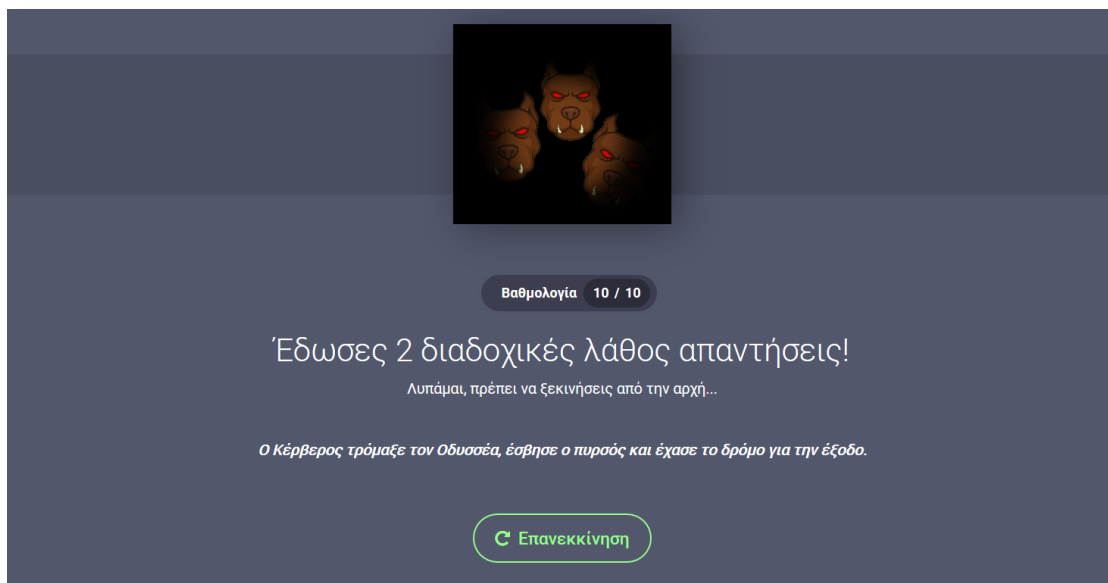 Βαθμολογία 10 / 10
Έδωσες 2 διαδοχικές λάθος απαντήσεις!
Λυπάμαι, πρέπει να ξεκινήσεις από την αρχή...
Ο Κέρβερος τρόμαξε τον Οδυσσέα, έσβησε ο πυρσός και έχασε το δρόμο για την έξοδο.
Επανεκκίνηση